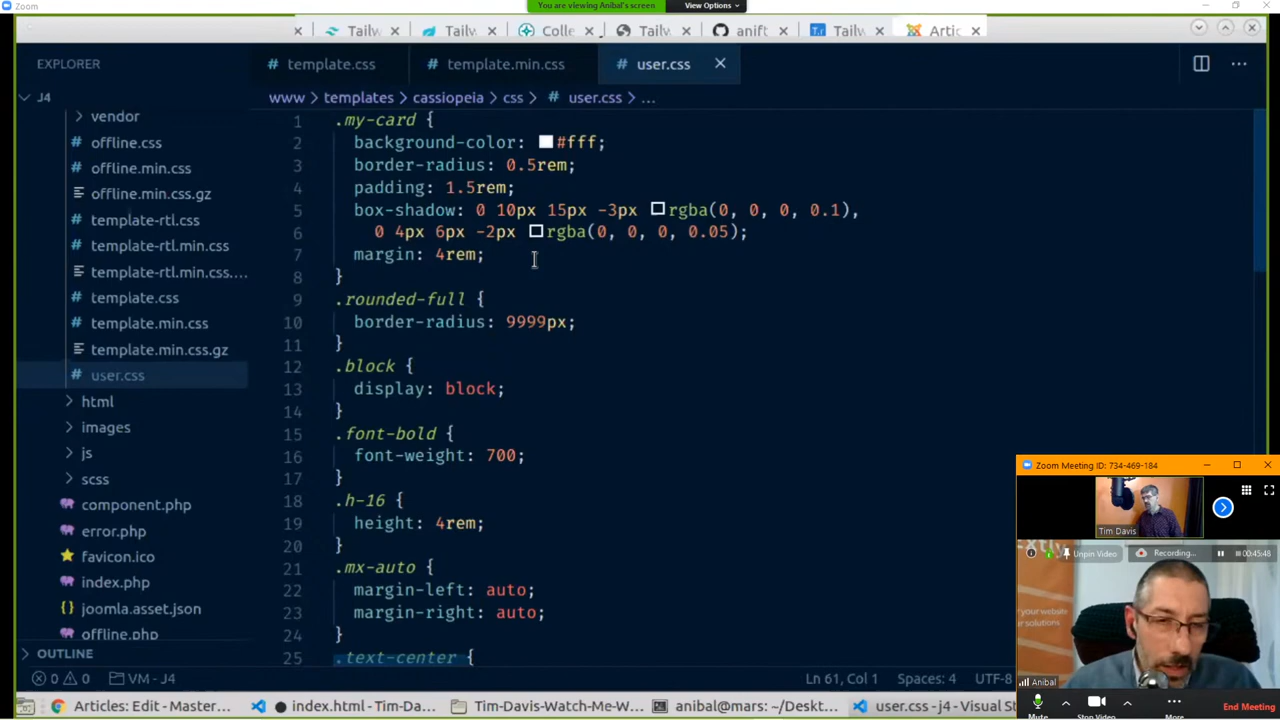 Zoom
You are viewing Anibal's screen
View Options
Tailw
Tailw
Colle
Tailw
anift
Tailw
Artic
EXPLORER
template.css
template.min.css
user.css
J4
www > templates > cassiopeia > css > # user.css > ...
vendor
# offline.css
# offline.min.css
offline.min.css.gz
# template-rtl.css
# template-rtl.min.css
template-rtl.min.css....
# template.css
# template.min.css
template.min.css.gz
# user.css
html
images
js
scss
component.php
error.php
favicon.ico
index.php
joomla.asset.json
offline.php
OUTLINE
1 .my-card {
2 background-color: #fff;
3 border-radius: 0.5rem;
4 padding: 1.5rem;
5 box-shadow: 0 10px 15px -3px rgba(0, 0, 0, 0.1),
6 0 4px 6px -2px rgba(0, 0, 0, 0.05);
7 margin: 4rem;
8 }
9 .rounded-full {
10 border-radius: 9999px;
11 }
12 .block {
13 display: block;
14 }
15 .font-bold {
16 font-weight: 700;
17 }
18 .h-16 {
19 height: 4rem;
20 }
21 .mx-auto {
22 margin-left: auto;
23 margin-right: auto;
24 }
25 .text-center {
Zoom Meeting ID: 734-469-184
Tim Davis
Unpin Video
Recording...
00:45:48
Anibal
Mute
Stop Video
More
End Meeting
0 0 VM - J4
Ln 61, Col 1
Spaces: 4
UTF-8
Articles: Edit - Master...
index.html - Tim-Da...
Tim-Davis-Watch-Me-W...
anibal@mars: ~/Deskt...
user.css - j4 - Visual St